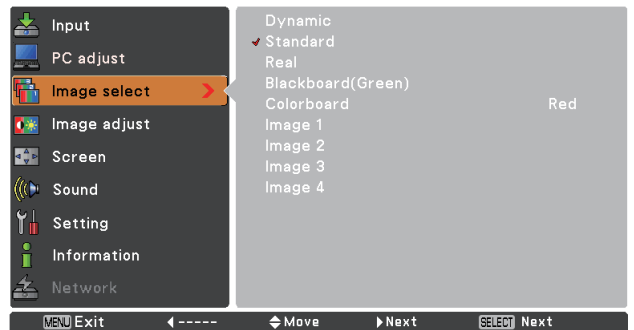 Input
PC adjust
Image select
Image adjust
Screen
Sound
Setting
Information
Network
Dynamic
Standard
Real
Blackboard(Green)
Colorboard Red
Image 1
Image 2
Image 3
Image 4
MENU Exit ----- Move Next SELECT Next